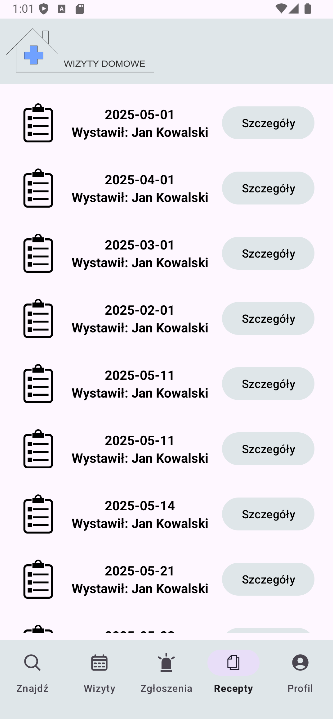 1:01
WIZYTY DOMOWE
2025-05-01
Wystawił: Jan Kowalski
Szczegóły
2025-04-01
Wystawił: Jan Kowalski
Szczegóły
2025-03-01
Wystawił: Jan Kowalski
Szczegóły
2025-02-01
Wystawił: Jan Kowalski
Szczegóły
2025-05-11
Wystawił: Jan Kowalski
Szczegóły
2025-05-11
Wystawił: Jan Kowalski
Szczegóły
2025-05-14
Wystawił: Jan Kowalski
Szczegóły
2025-05-21
Wystawił: Jan Kowalski
Szczegóły
Znajdź
Wizyty
Zgłoszenia
Recepty
Profil